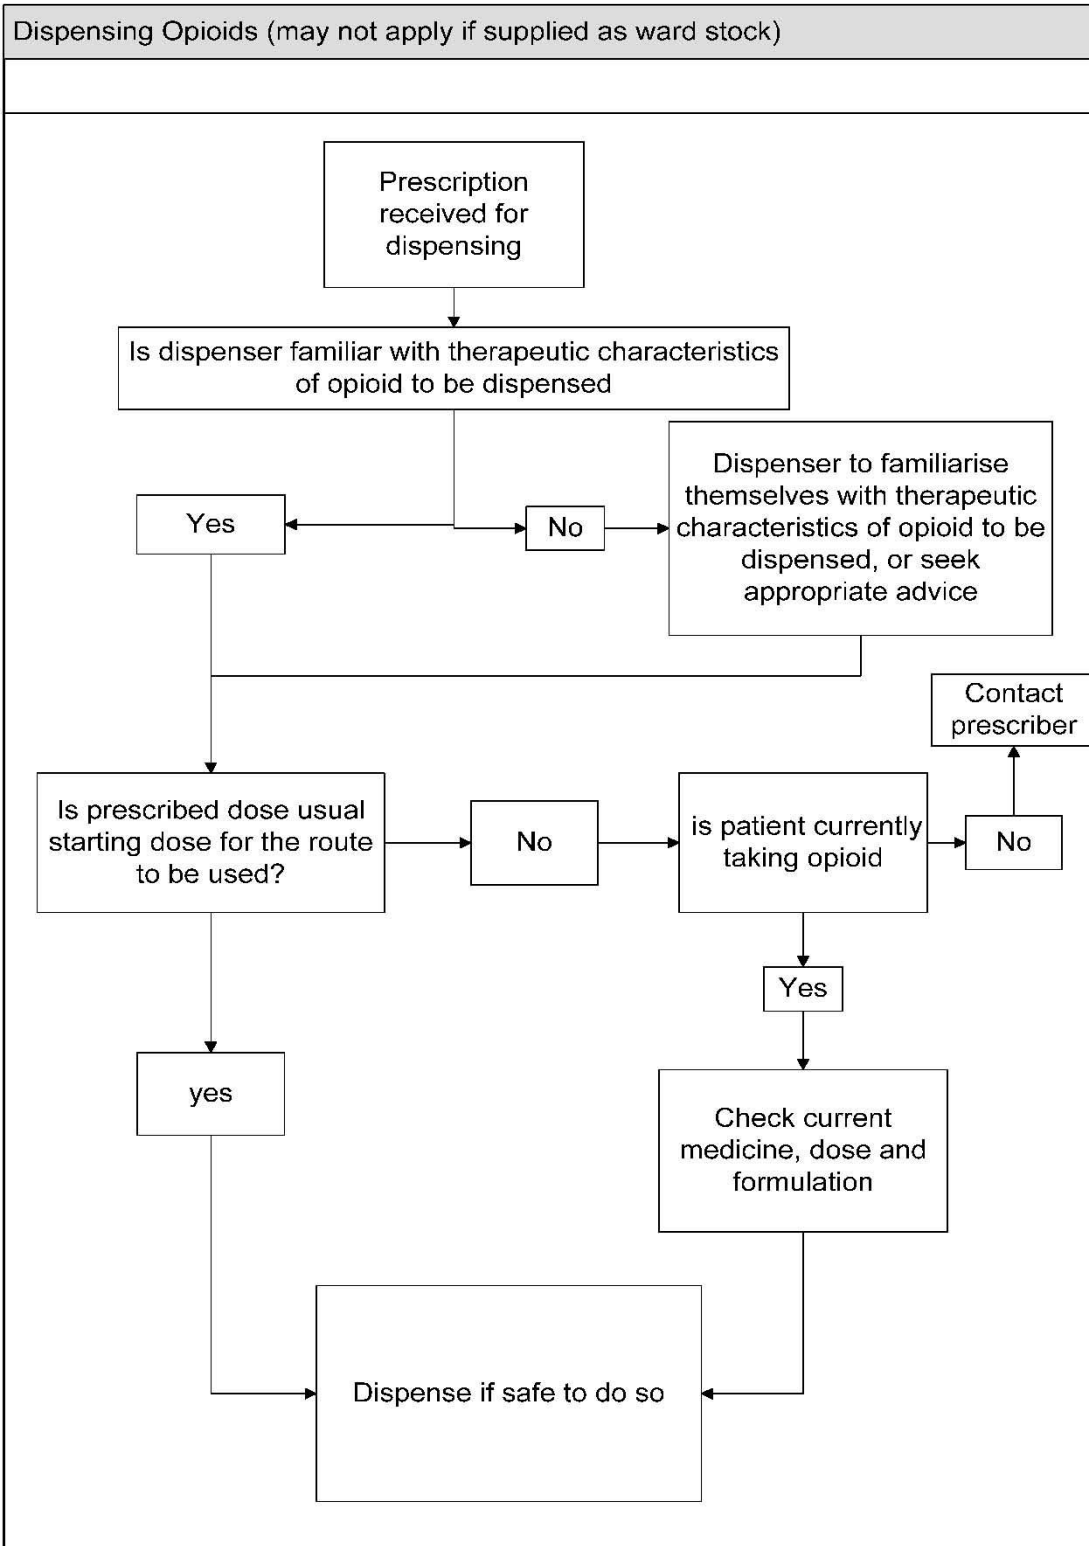 Dispensing Opioids (may not apply if supplied as ward stock)
Prescription
received for
dispensing
Is dispenser familiar with therapeutic characteristics
of opioid to be dispensed
Yes
No
Dispenser to familiarise
themselves with therapeutic
characteristics of opioid to be
dispensed, or seek
appropriate advice
Contact
prescriber
Is prescribed dose usual
starting dose for the route
to be used?
No
is patient currently
taking opioid
No
Yes
yes
Check current
medicine, dose and
formulation
Dispense if safe to do so